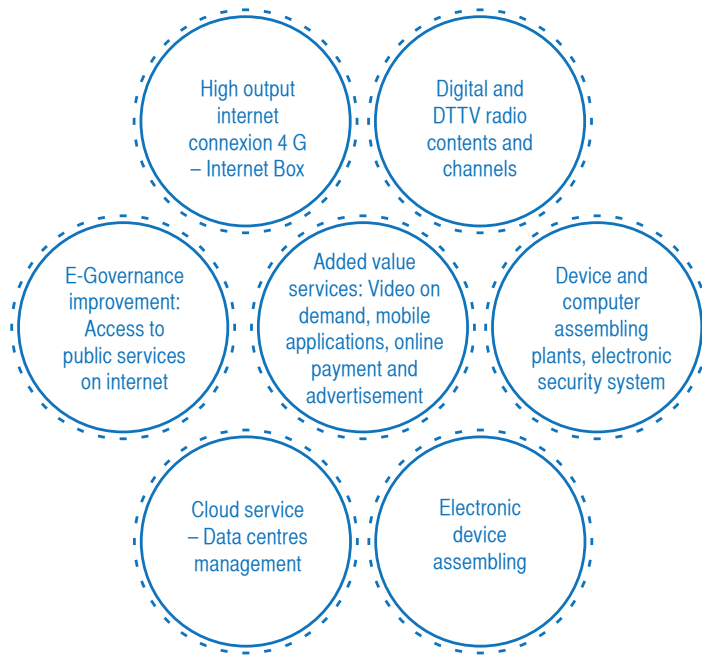 High output
internet
connexion 4 G
– Internet Box
Digital and
DTTV radio
contents and
channels
E-Governance
improvement:
Access to
public services
on internet
Added value
services: Video on
demand, mobile
applications, online
payment and
advertisement
Device and
computer
assembling
plants, electronic
security system
Cloud service
– Data centres
management
Electronic
device
assembling